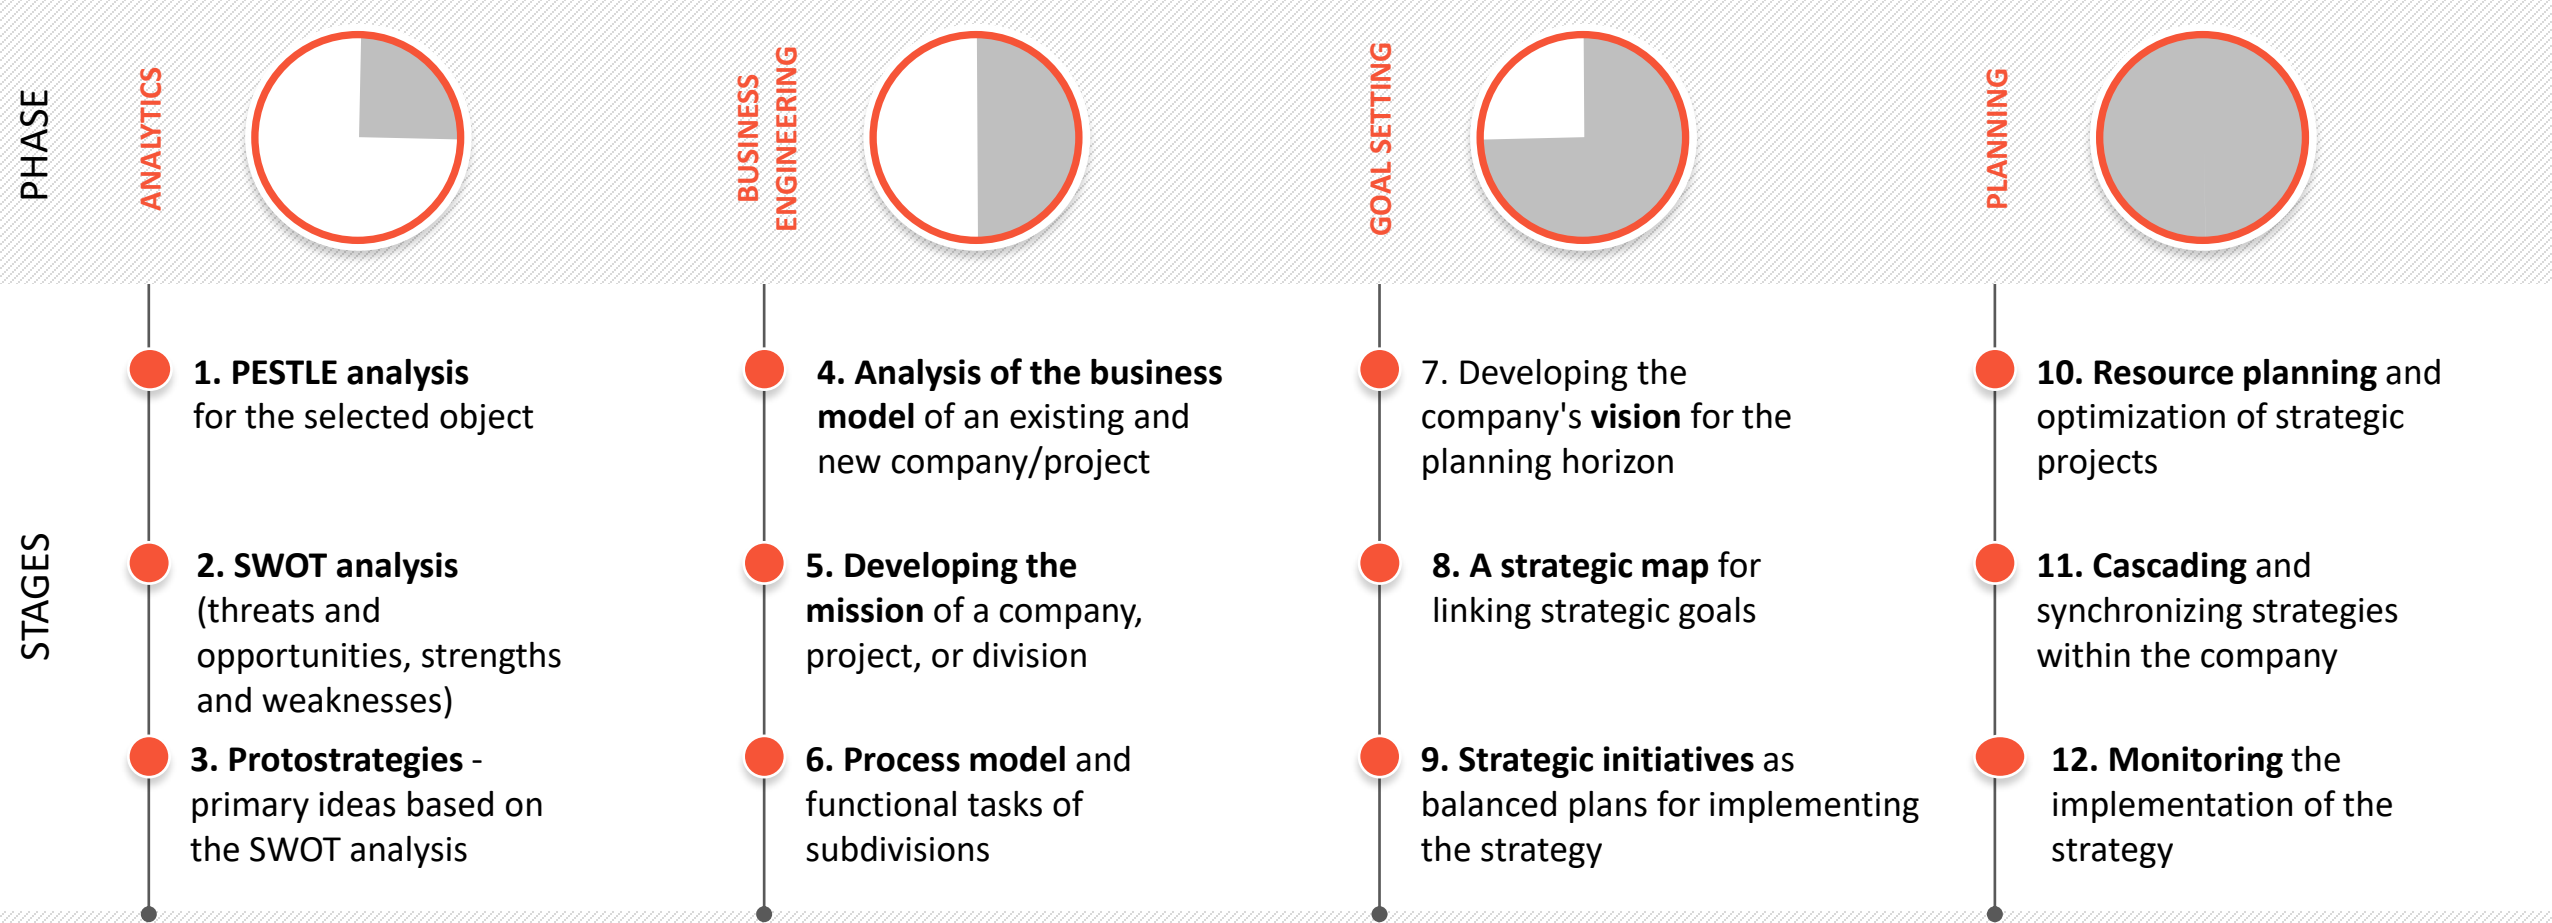 PHASE
ANALYTICS
BUSINESS
ENGINEERING
GOAL SETTING
PLANNING
STAGES
1. PESTLE analysis
for the selected object
2. SWOT analysis
(threats and
opportunities, strengths
and weaknesses)
3. Protostrategies -
primary ideas based on
the SWOT analysis
4. Analysis of the business
model of an existing and
new company/project
5. Developing the
mission of a company,
project, or division
6. Process model and
functional tasks of
subdivisions
7. Developing the
company's vision for the
planning horizon
8. A strategic map for
linking strategic goals
9. Strategic initiatives as
balanced plans for implementing
the strategy
10. Resource planning and
optimization of strategic
projects
11. Cascading and
synchronizing strategies
within the company
12. Monitoring the
implementation of the
strategy